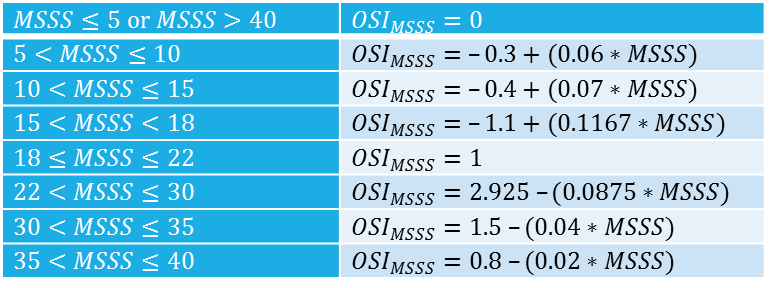 MSSS ≤ 5 or MSSS > 40 OSI_MSSS = 0
5 < MSSS ≤ 10 OSI_MSSS = – 0.3 + (0.06 * MSSS)
10 < MSSS ≤ 15 OSI_MSSS = – 0.4 + (0.07 * MSSS)
15 < MSSS < 18 OSI_MSSS = – 1.1 + (0.1167 * MSSS)
18 ≤ MSSS ≤ 22 OSI_MSSS = 1
22 < MSSS ≤ 30 OSI_MSSS = 2.925 – (0.0875 * MSSS)
30 < MSSS ≤ 35 OSI_MSSS = 1.5 – (0.04 * MSSS)
35 < MSSS ≤ 40 OSI_MSSS = 0.8 – (0.02 * MSSS)